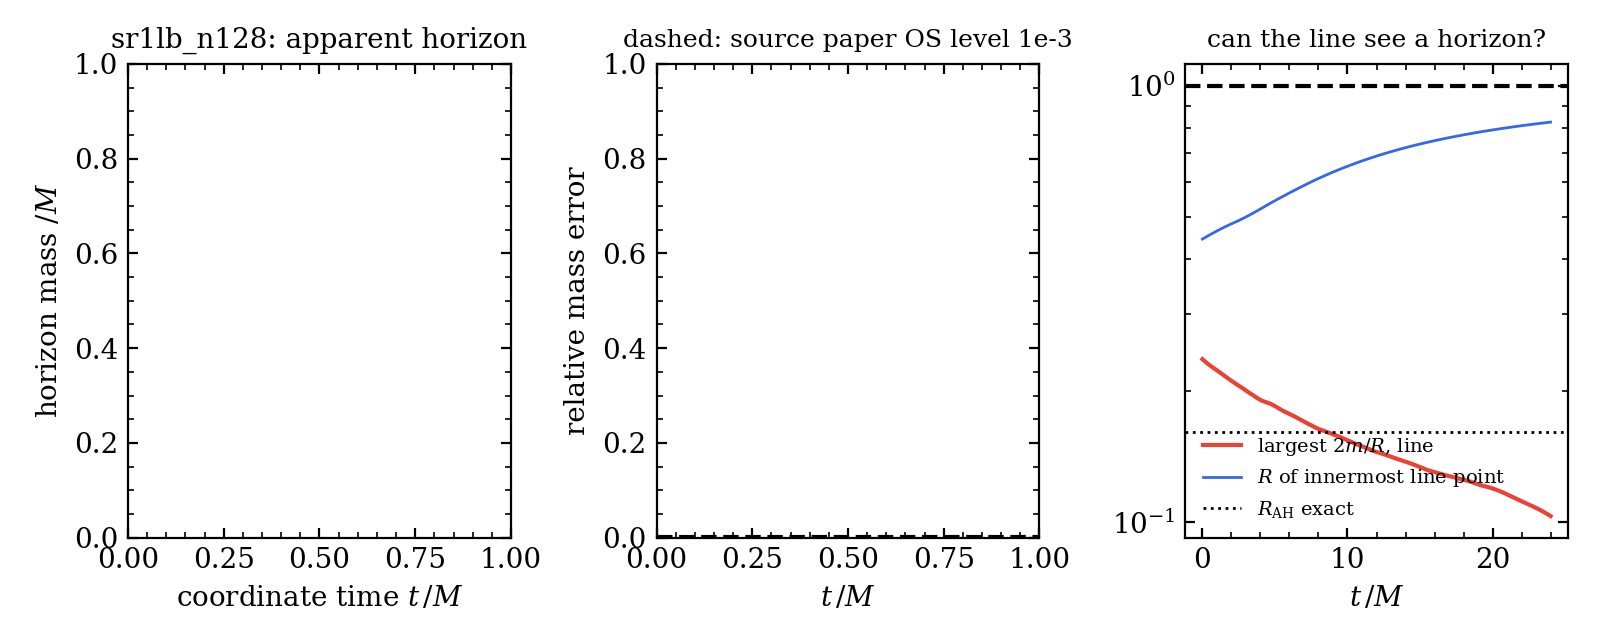 sr1lb_n128: apparent horizon
horizon mass /M
1.0
0.8
0.6
0.4
0.2
0.0
0.00 0.25 0.50 0.75 1.00
coordinate time t/M
dashed: source paper OS level 1e-3
relative mass error
1.0
0.8
0.6
0.4
0.2
0.0
0.00 0.25 0.50 0.75 1.00
t/M
can the line see a horizon?
10⁰
10⁻¹
largest 2m/R, line
R of innermost line point
R_AH exact
0 10 20
t/M